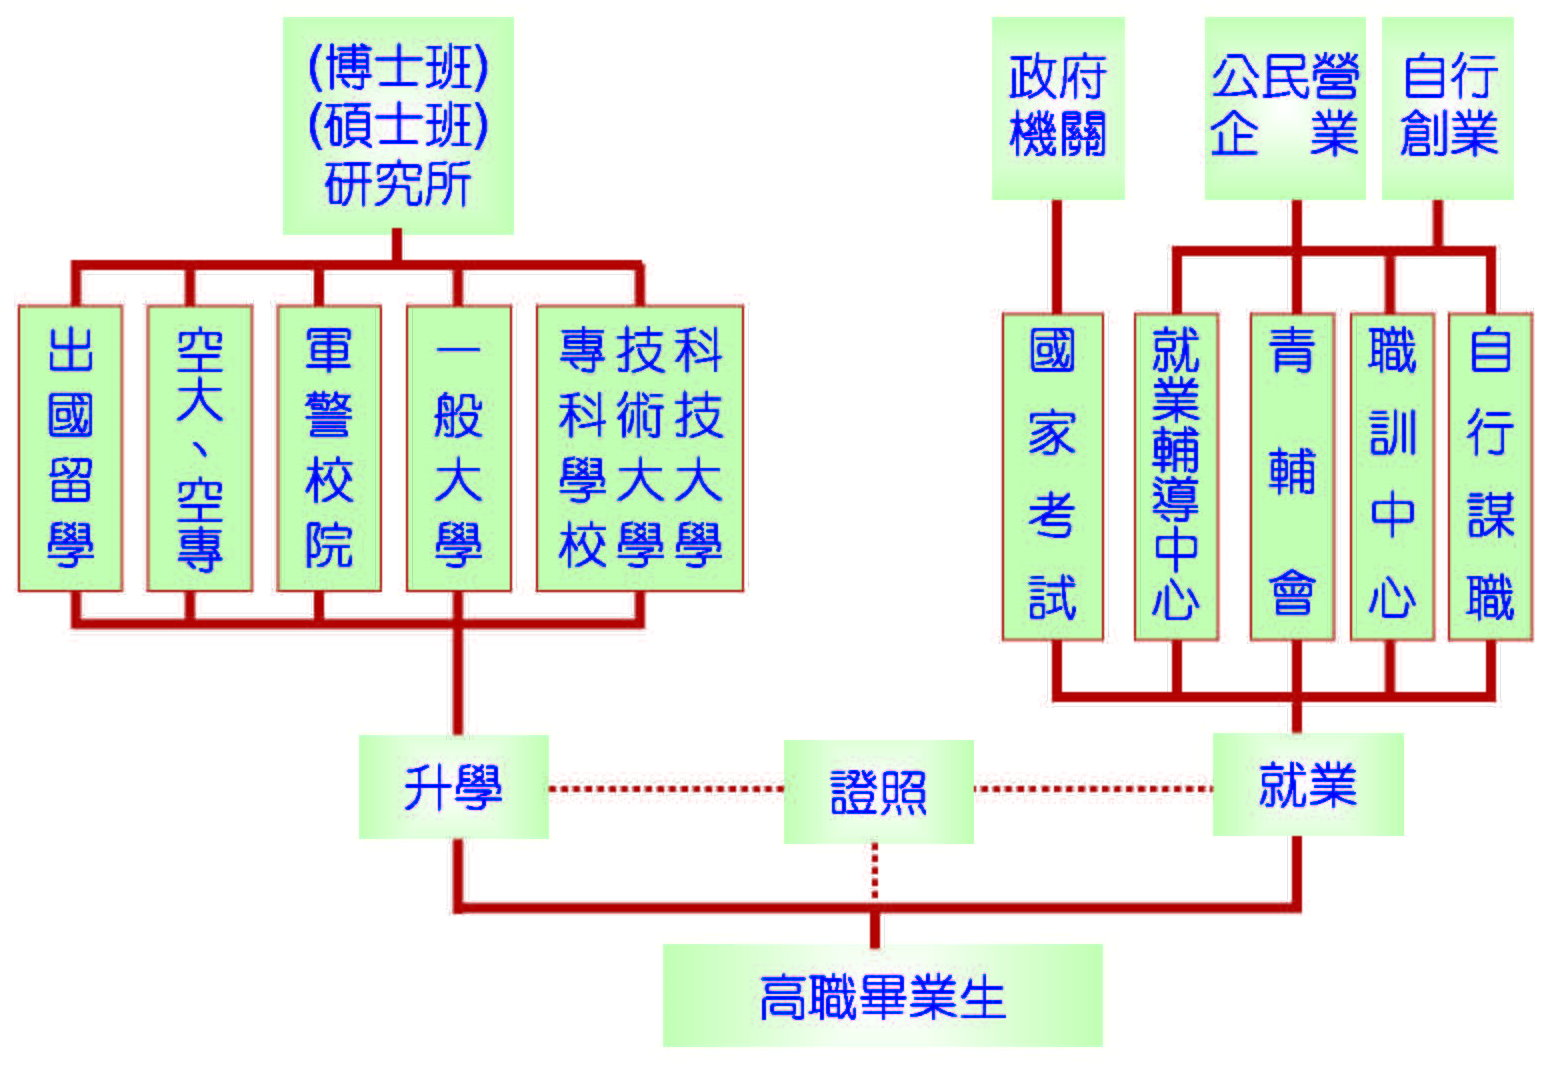 (博士班)
(碩士班)
研究所
政府
機關
公民營
企業
自行
創業
出國留學
空大、空專
軍警校院
一般大學
科技大學
技術大學
專科學校
國家考試
就業輔導中心
青輔會
職訓中心
自行謀職
升學
證照
就業
高職畢業生